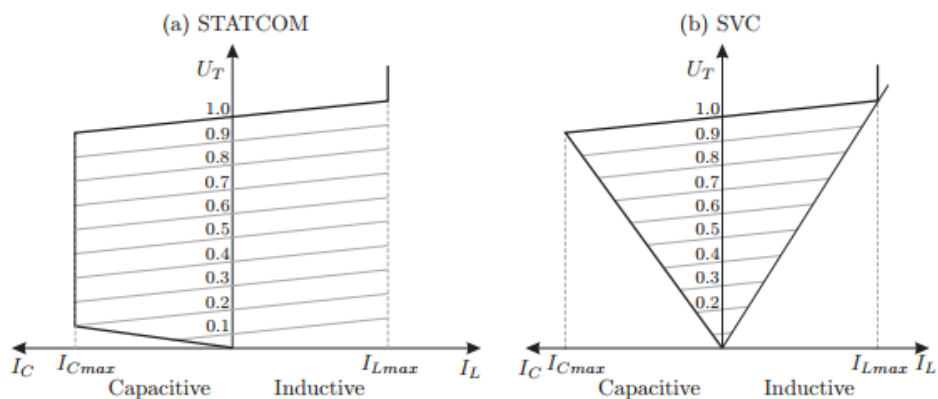 (a) STATCOM
U_T
1.0
0.9
0.8
0.7
0.6
0.5
0.4
0.3
0.2
0.1
I_C I_Cmax I_Lmax I_L
Capacitive Inductive
(b) SVC
U_T
1.0
0.9
0.8
0.7
0.6
0.5
0.4
0.3
0.2
I_C I_Cmax I_Lmax I_L
Capacitive Inductive